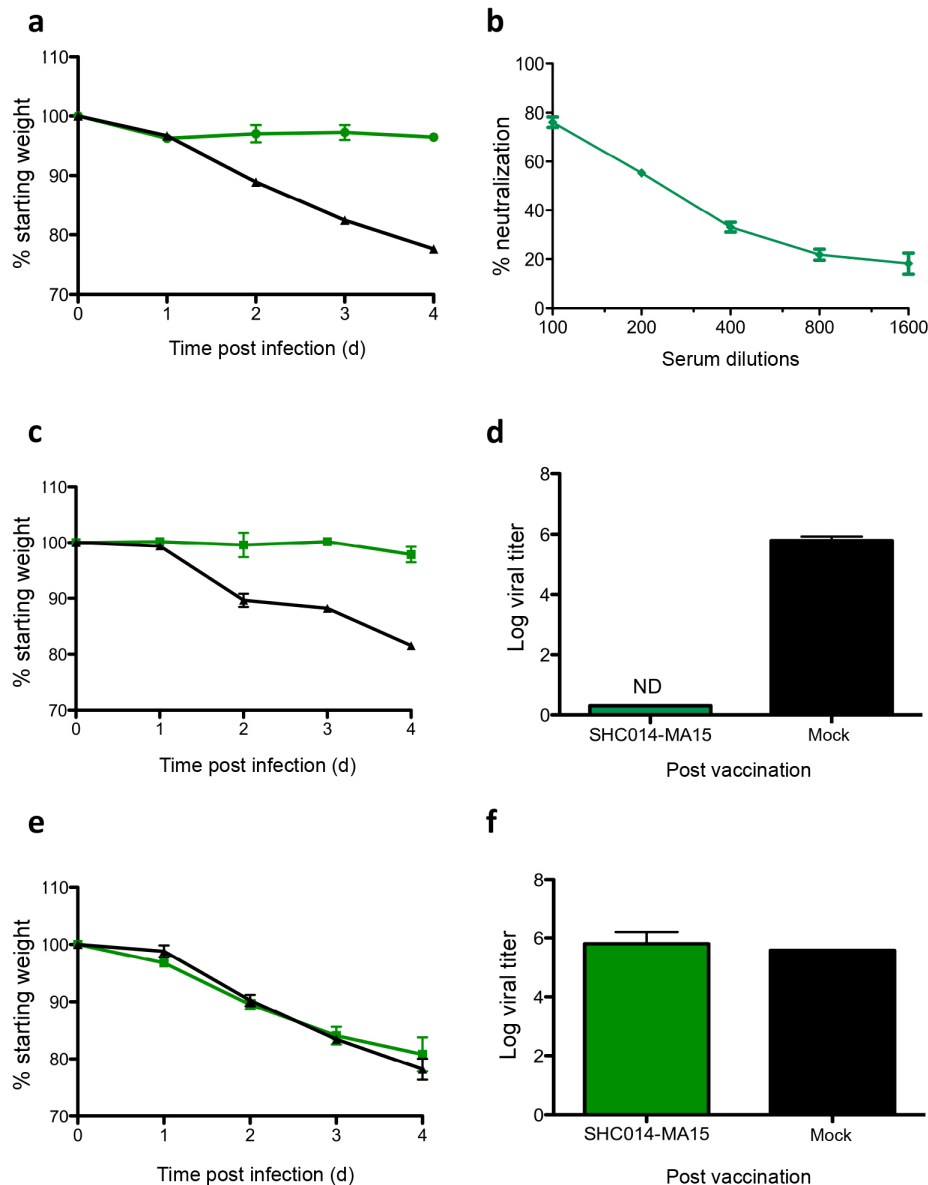 a
110
100
90
80
70
0 1 2 3 4
% starting weight
Time post infection (d)
b
100
80
60
40
20
0
100 200 400 800 1600
% neutralization
Serum dilutions
c
110
100
90
80
70
0 1 2 3 4
% starting weight
Time post infection (d)
d
8
6
4
2
0
Log viral titer
ND
SHC014-MA15 Mock
Post vaccination
e
110
100
90
80
70
0 1 2 3 4
% starting weight
Time post infection (d)
f
8
6
4
2
0
Log viral titer
SHC014-MA15 Mock
Post vaccination